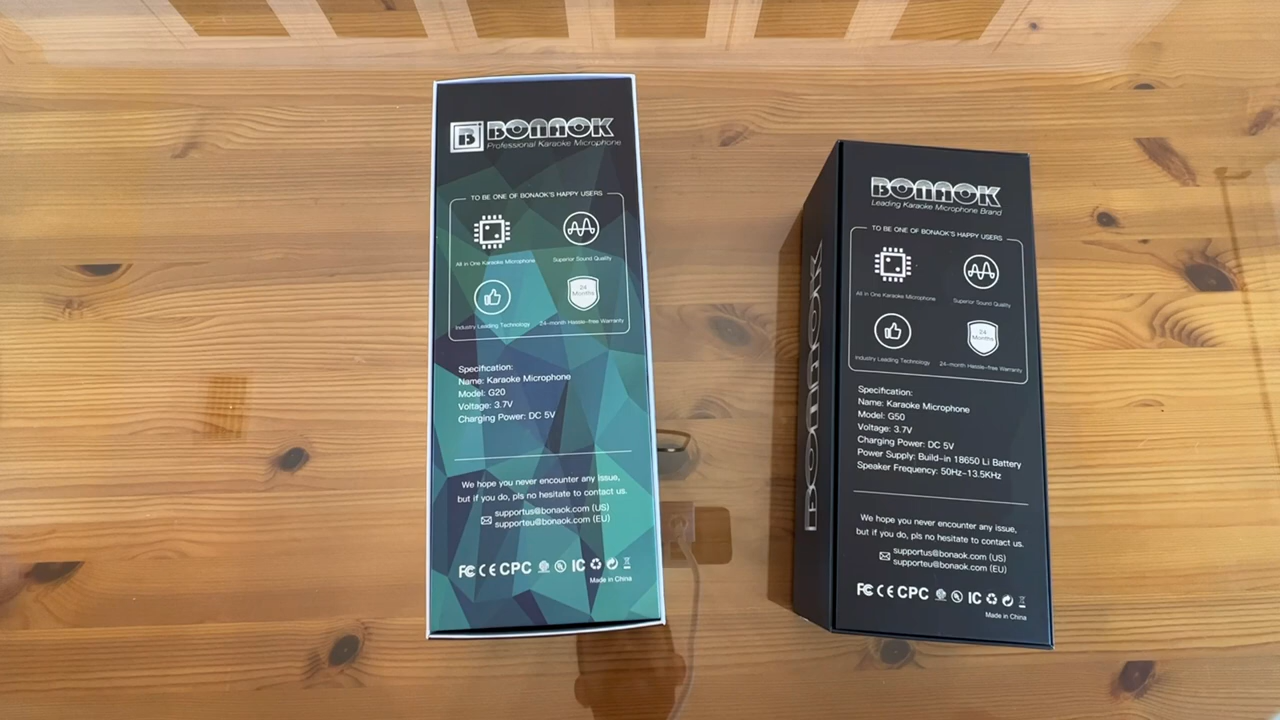 BONAOK
Professional Karaoke Microphone
TO BE ONE OF BONAOK'S HAPPY USERS
All in One Karaoke Microphone
Superior Sound Quality
24
Months
Industry Leading Technology
24-month Hassle-free Warranty
Specification:
Name: Karaoke Microphone
Model: G20
Voltage: 3.7V
Charging Power: DC 5V
We hope you never encounter any issue,
but if you do, pls no hesitate to contact us.
supportus@bonaok.com (US)
supporteu@bonaok.com (EU)
FC CE CPC IC
Made in China
BONAOK
BONAOK
Leading Karaoke Microphone Brand
TO BE ONE OF BONAOK'S HAPPY USERS
All in One Karaoke Microphone
Superior Sound Quality
24
Months
Industry Leading Technology
24-month Hassle-free Warranty
Specification:
Name: Karaoke Microphone
Model: G50
Voltage: 3.7V
Charging Power: DC 5V
Power Supply: Build-in 18650 Li Battery
Speaker Frequency: 50Hz-13.5KHz
We hope you never encounter any issue,
but if you do, pls no hesitate to contact us.
supportus@bonaok.com (US)
supporteu@bonaok.com (EU)
FC CE CPC IC
Made in China